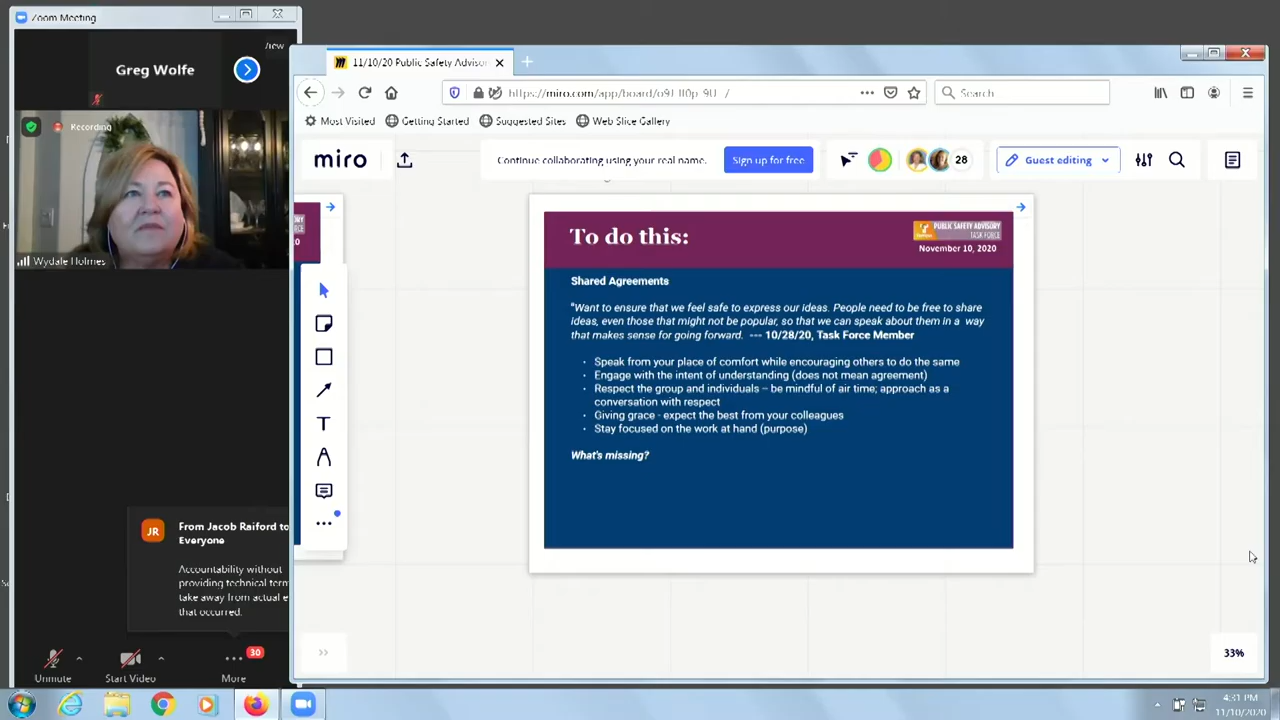 Zoom Meeting
View
Greg Wolfe
Recording
Wydale Holmes
JR
From Jacob Raiford to
Everyone
Accountability without
providing technical term
take away from actual e
that occurred.
Unmute
Start Video
30
More
11/10/20 Public Safety Advisor
Search
Most Visited
Getting Started
Suggested Sites
Web Slice Gallery
miro
Continue collaborating using your real name.
Sign up for free
28
Guest editing
To do this:
PUBLIC SAFETY ADVISORY
TASK FORCE
November 10, 2020
Shared Agreements
"Want to ensure that we feel safe to express our ideas. People need to be free to share
ideas, even those that might not be popular, so that we can speak about them in a way
that makes sense for going forward. --- 10/28/20, Task Force Member
· Speak from your place of comfort while encouraging others to do the same
· Engage with the intent of understanding (does not mean agreement)
· Respect the group and individuals – be mindful of air time; approach as a
conversation with respect
· Giving grace - expect the best from your colleagues
· Stay focused on the work at hand (purpose)
What's missing?
33%
4:31 PM
11/10/2020